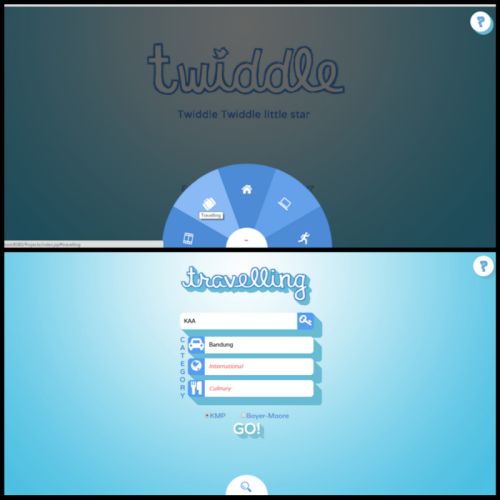 twiddle
Twiddle Twiddle little star
?
Travelling
travelling
?
KAA
CATEGORY
Bandung
International
Culinary
KMP Boyer-Moore
GO!